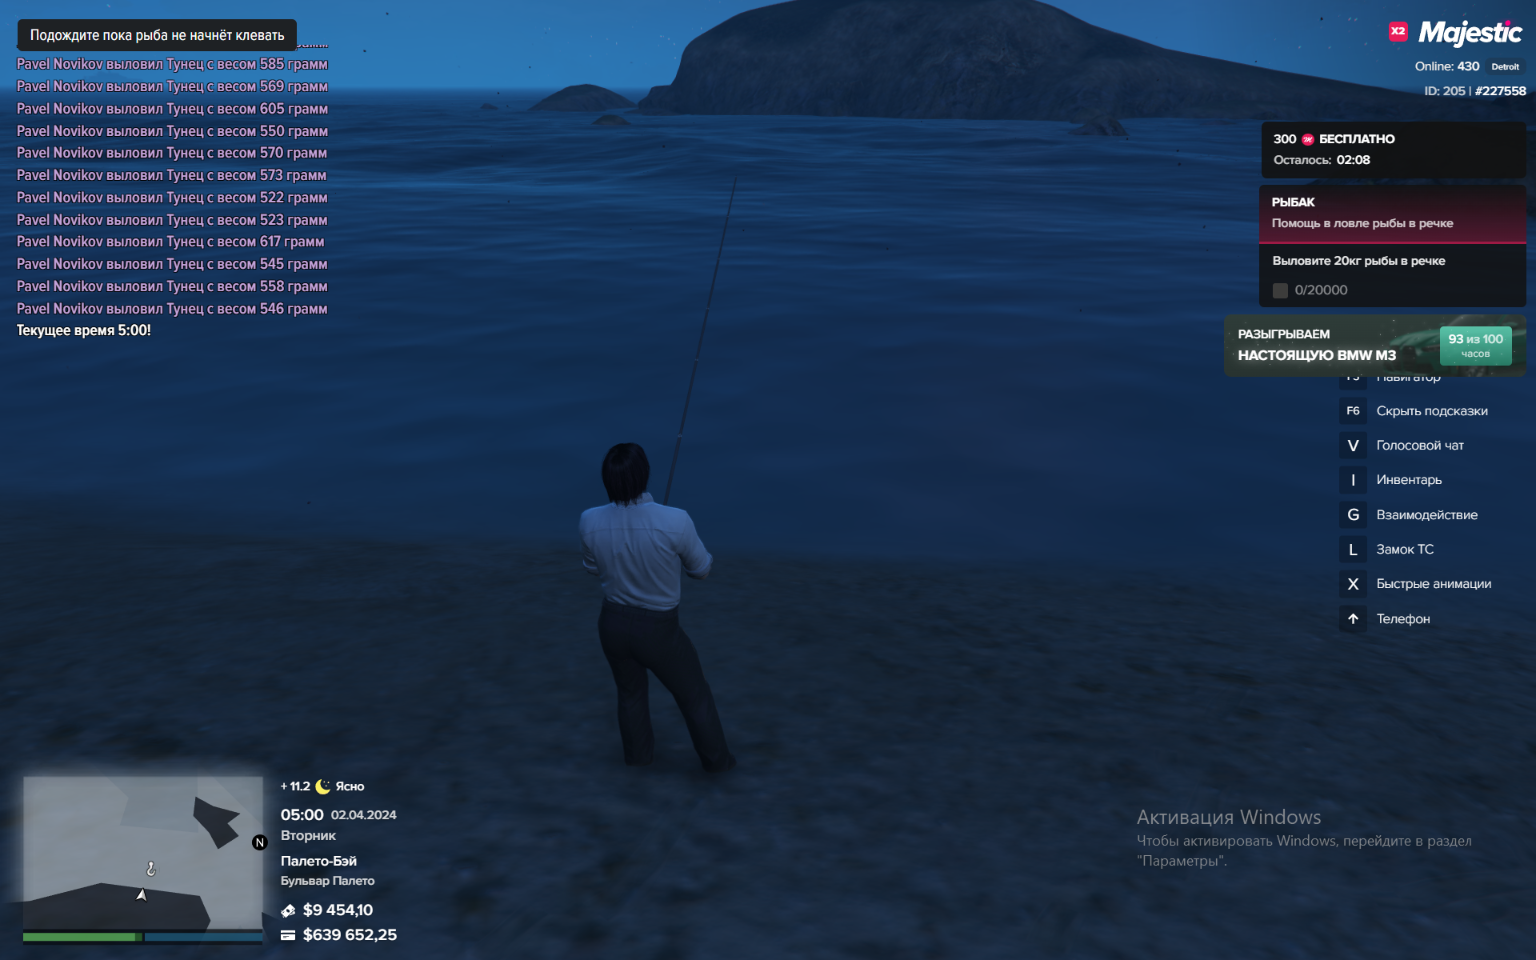 Подождите пока рыба не начнёт клевать
Pavel Novikov выловил Тунец с весом 585 грамм
Pavel Novikov выловил Тунец с весом 569 грамм
Pavel Novikov выловил Тунец с весом 605 грамм
Pavel Novikov выловил Тунец с весом 550 грамм
Pavel Novikov выловил Тунец с весом 570 грамм
Pavel Novikov выловил Тунец с весом 573 грамм
Pavel Novikov выловил Тунец с весом 522 грамм
Pavel Novikov выловил Тунец с весом 523 грамм
Pavel Novikov выловил Тунец с весом 617 грамм
Pavel Novikov выловил Тунец с весом 545 грамм
Pavel Novikov выловил Тунец с весом 558 грамм
Pavel Novikov выловил Тунец с весом 546 грамм
Текущее время 5:00!
X2 Majestic
Online: 430 Detroit
ID: 205 | #227558
300 БЕСПЛАТНО
Осталось: 02:08
РЫБАК
Помощь в ловле рыбы в речке
Выловите 20кг рыбы в речке
0/20000
РАЗЫГРЫВАЕМ
НАСТОЯЩУЮ BMW M3
93 из 100
часов
Навигатор
F6 Скрыть подсказки
V Голосовой чат
I Инвентарь
G Взаимодействие
L Замок ТС
X Быстрые анимации
Телефон
N
+ 11.2 Ясно
05:00 02.04.2024
Вторник
Палето-Бэй
Бульвар Палето
$9 454,10
$639 652,25
Активация Windows
Чтобы активировать Windows, перейдите в раздел
"Параметры".